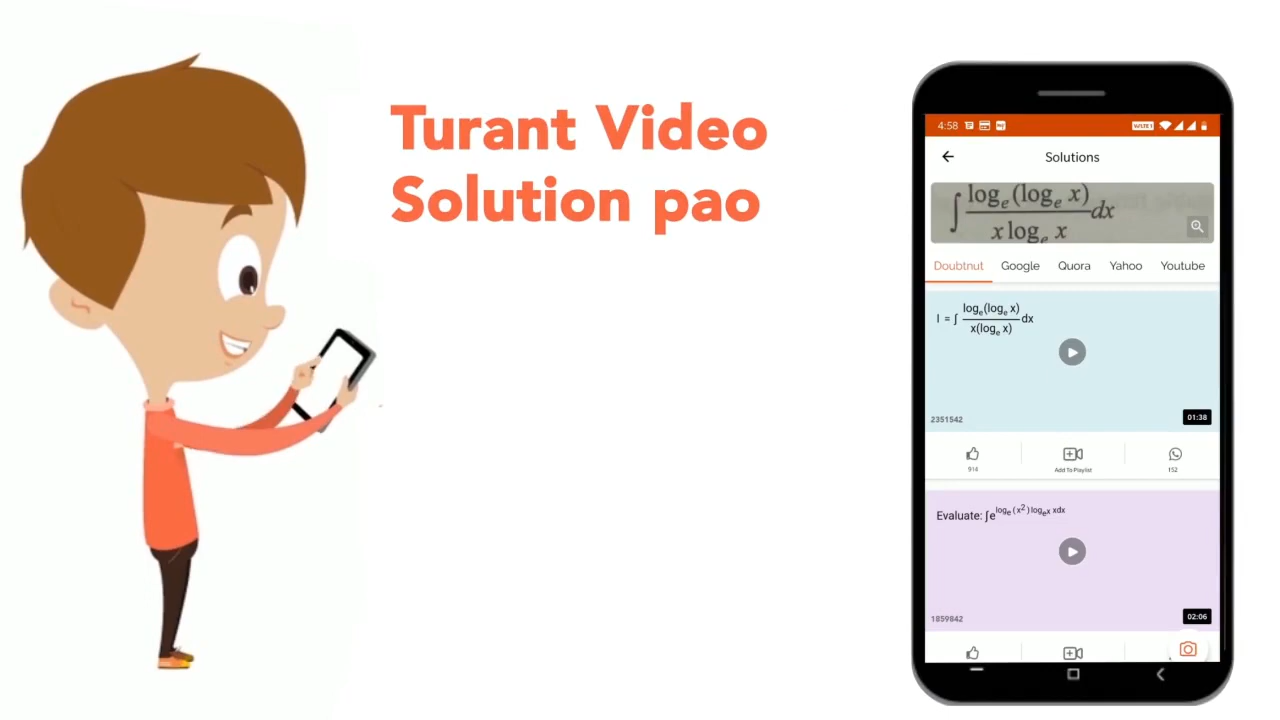 Turant Video
Solution pao
4:58
VoLTE1
Solutions
∫ logₑ(logₑ x) / x logₑ x dx
Doubtnut Google Quora Yahoo Youtube
I = ∫ logₑ(logₑ x) / x(logₑ x) dx
2351542 01:38
914 Add To Playlist 152
Evaluate: ∫e^logₑ(x²)logₑx xdx
1859842 02:06